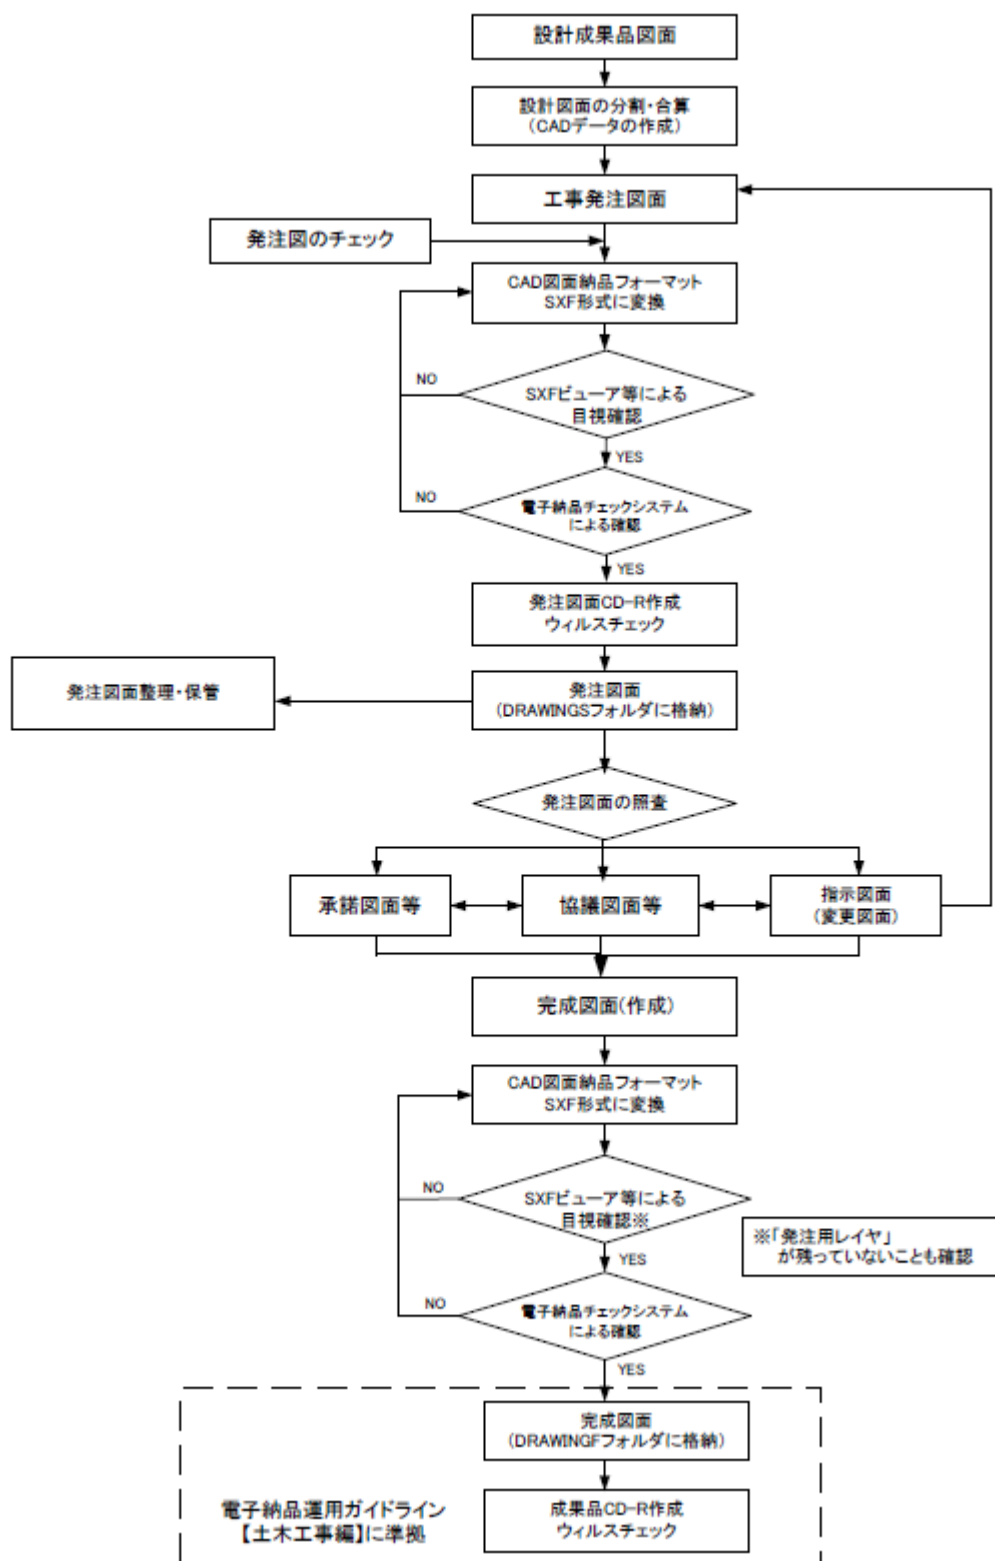 設計成果品図面
設計図面の分割・合算
(CADデータの作成)
工事発注図面
発注図のチェック
CAD図面納品フォーマット
SXF形式に変換
NO
SXFビューア等による
目視確認
YES
NO
電子納品チェックシステム
による確認
YES
発注図面CD-R作成
ウィルスチェック
発注図面整理・保管
発注図面
(DRAWINGSフォルダに格納)
発注図面の照査
承諾図面等
協議図面等
指示図面
(変更図面)
完成図面(作成)
CAD図面納品フォーマット
SXF形式に変換
NO
SXFビューア等による
目視確認※
※「発注用レイヤ」
が残っていないことも確認
YES
NO
電子納品チェックシステム
による確認
YES
完成図面
(DRAWINGFフォルダに格納)
電子納品運用ガイドライン
【土木工事編】に準拠
成果品CD-R作成
ウィルスチェック